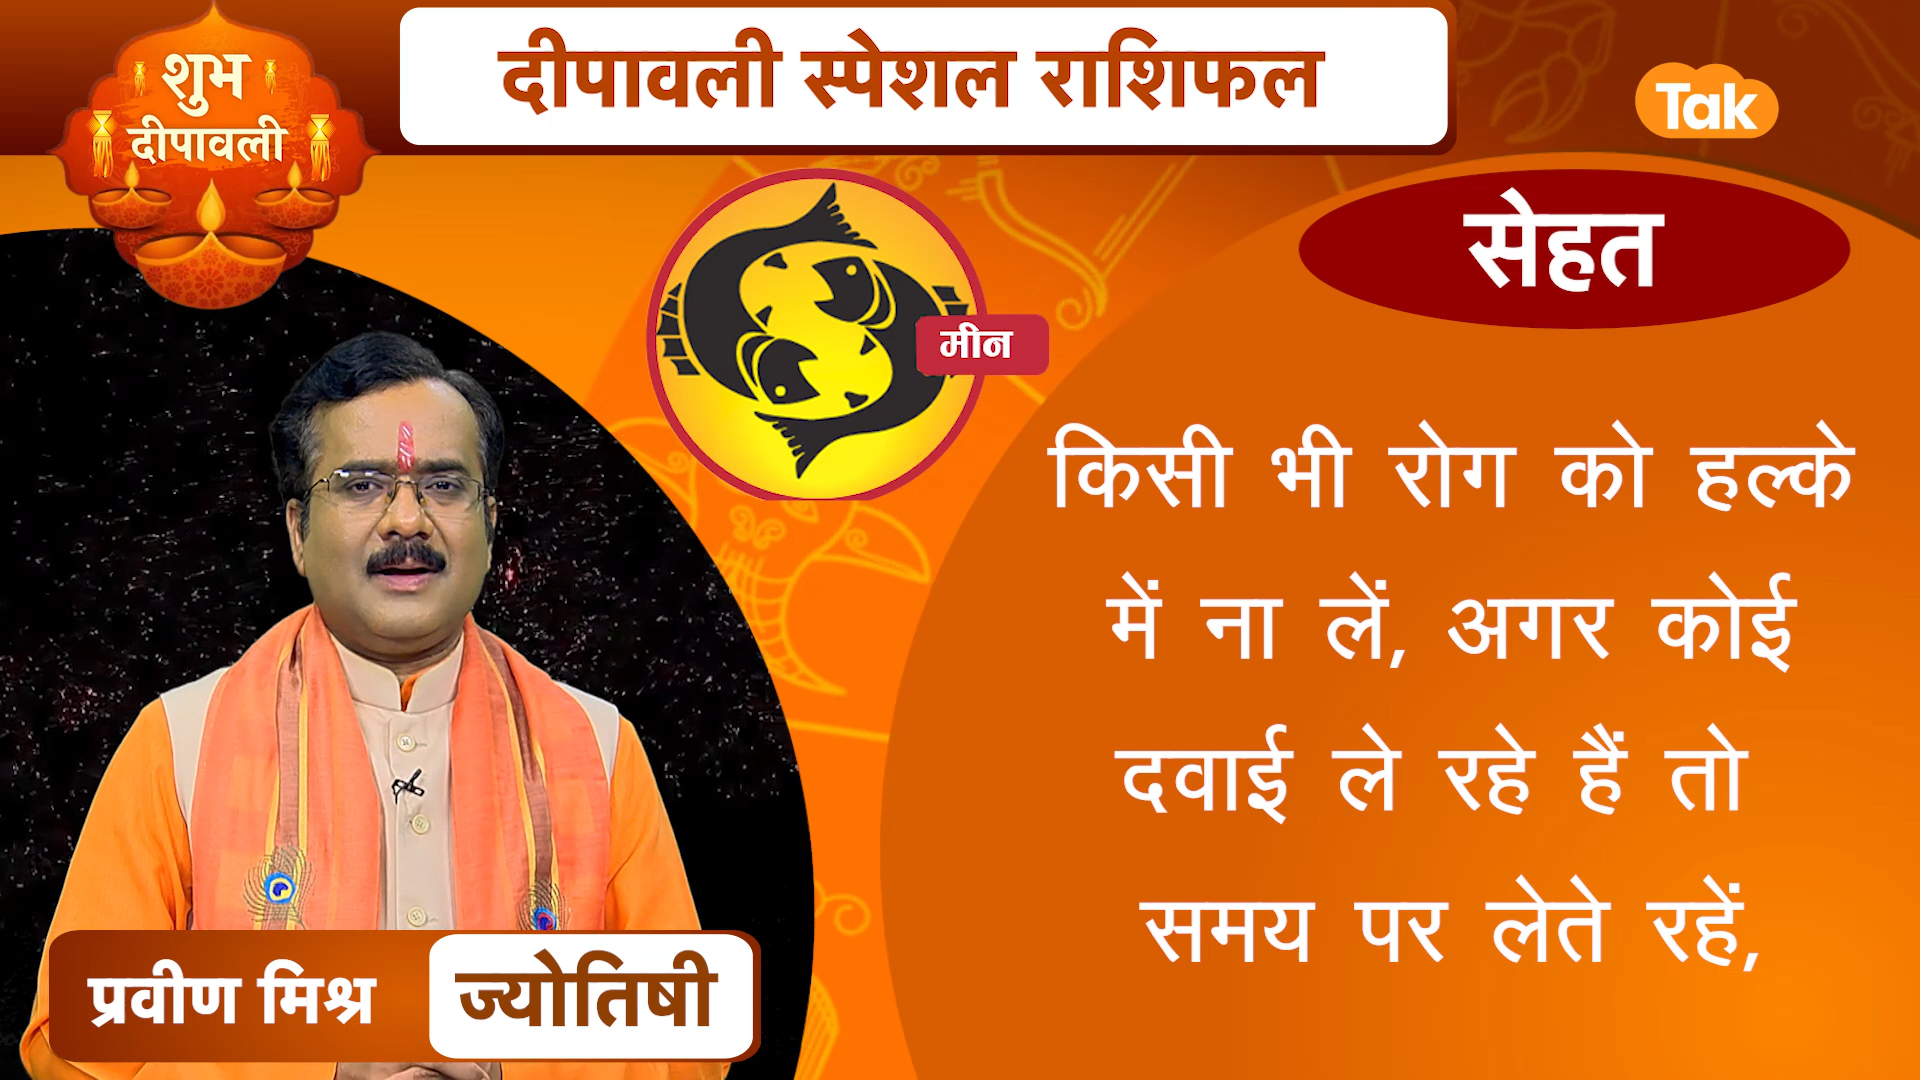 शुभ
दीपावली
दीपावली स्पेशल राशिफल
Tak
सेहत
मीन
किसी भी रोग को हल्के
में ना लें, अगर कोई
दवाई ले रहे हैं तो
समय पर लेते रहें,
प्रवीण मिश्र
ज्योतिषी